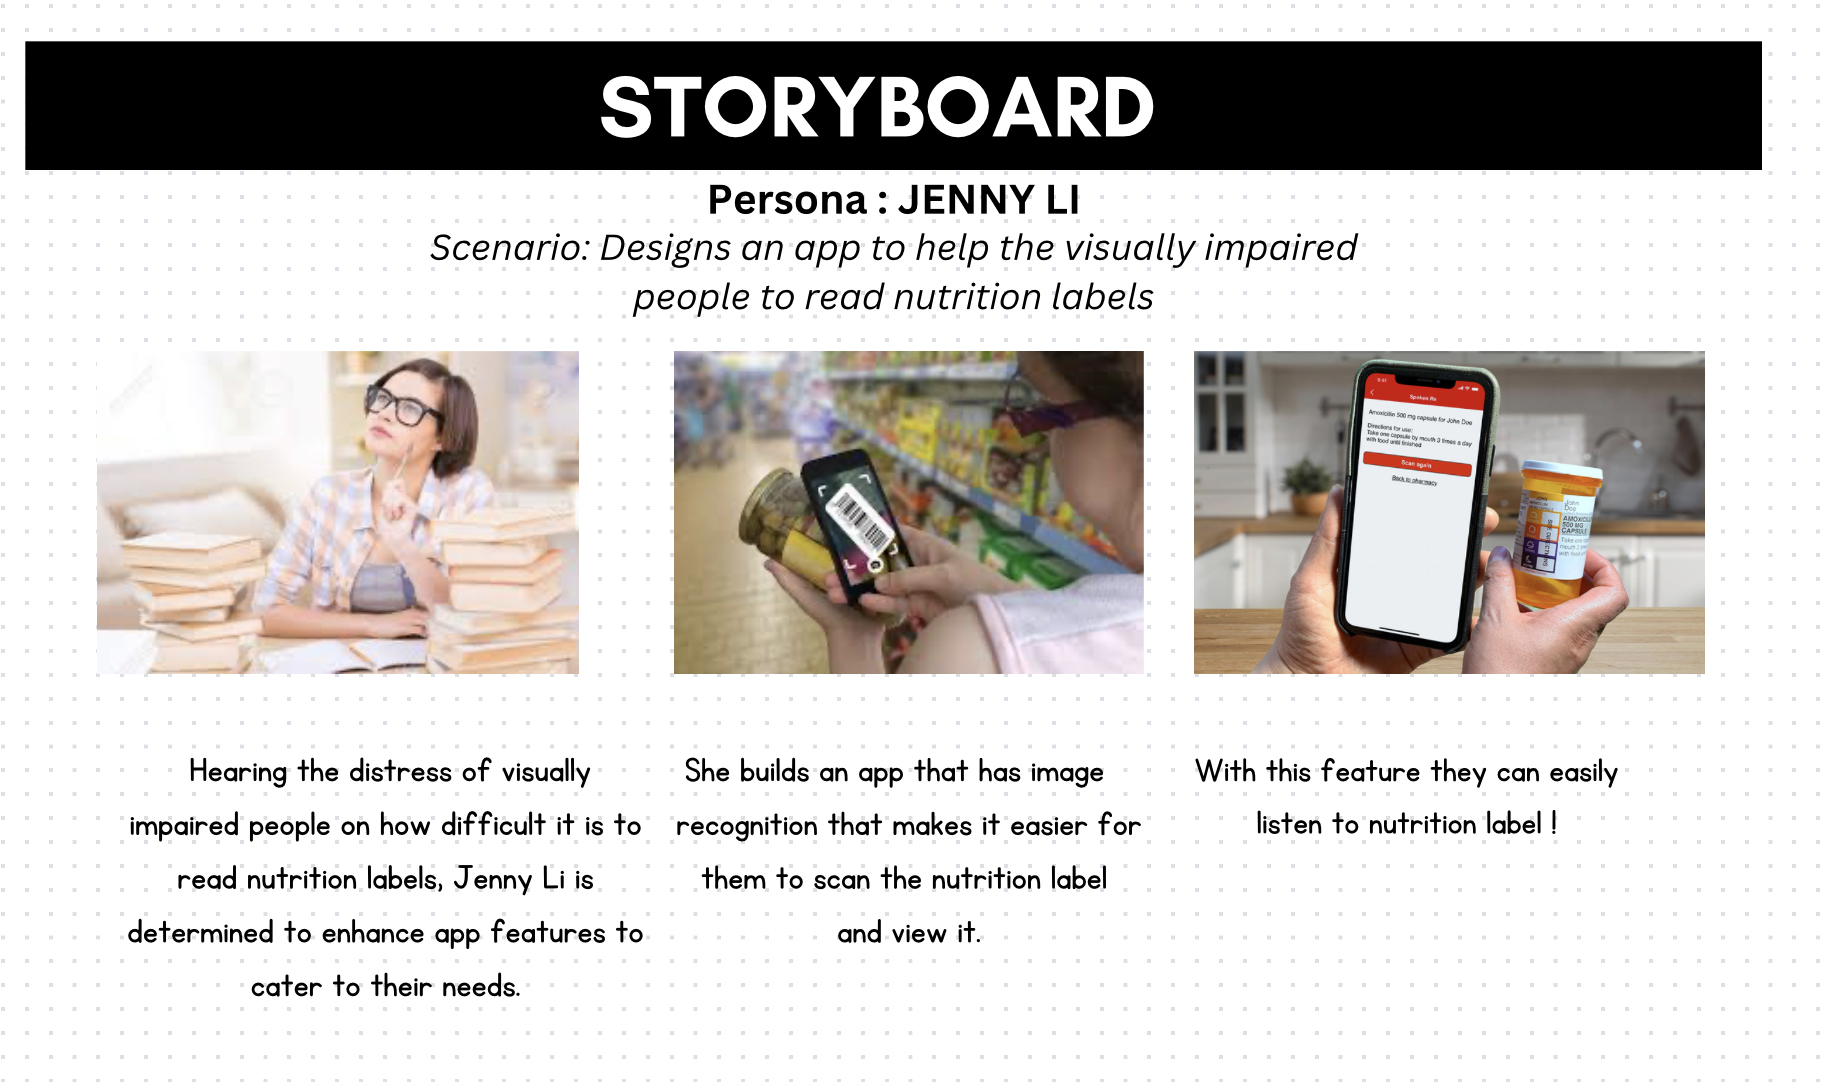 STORYBOARD
Persona : JENNY LI
Scenario: Designs an app to help the visually impaired
people to read nutrition labels
Spoken Rx
Amoxicillin 500 mg capsule for John Doe
Directions for use:
Take one capsule by mouth 3 times a day
with food until finished
Scan again
Back to pharmacy
John
Doe
500 MG
Hearing the distress of visually
impaired people on how difficult it is to
read nutrition labels, Jenny Li is
determined to enhance app features to
cater to their needs.
She builds an app that has image
recognition that makes it easier for
them to scan the nutrition label
and view it.
With this feature they can easily
listen to nutrition label !